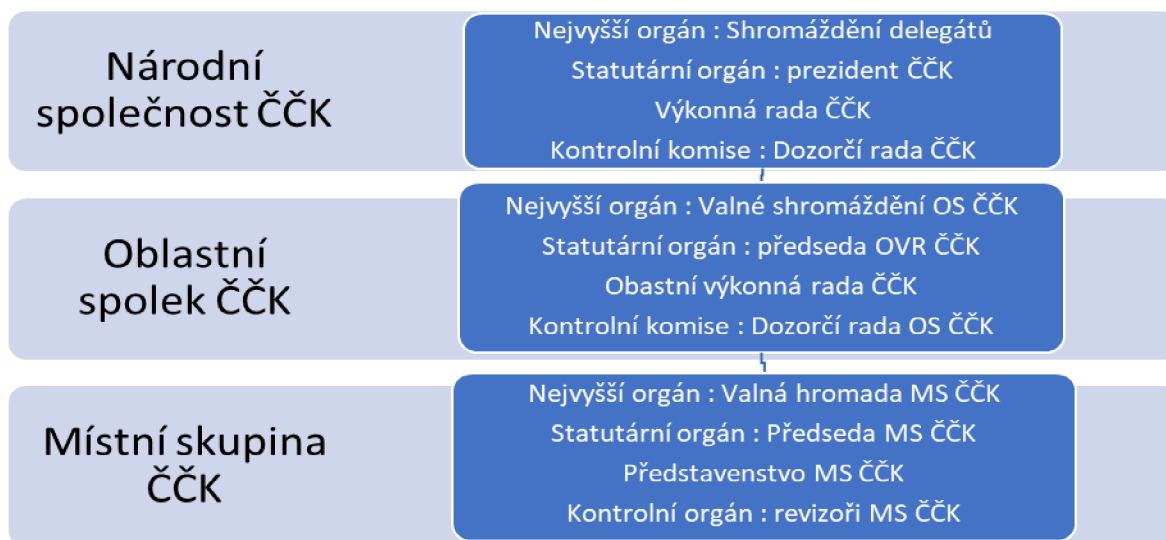 Národní
společnost ČČK
Nejvyšší orgán : Shromáždění delegátů
Statutární orgán : prezident ČČK
Výkonná rada ČČK
Kontrolní komise : Dozorčí rada ČČK
Oblastní
spolek ČČK
Nejvyšší orgán : Valné shromáždění OS ČČK
Statutární orgán : předseda OVR ČČK
Obastní výkonná rada ČČK
Kontrolní komise : Dozorčí rada OS ČČK
Místní skupina
ČČK
Nejvyšší orgán : Valná hromada MS ČČK
Statutární orgán : Předseda MS ČČK
Představenstvo MS ČČK
Kontrolní orgán : revizoři MS ČČK